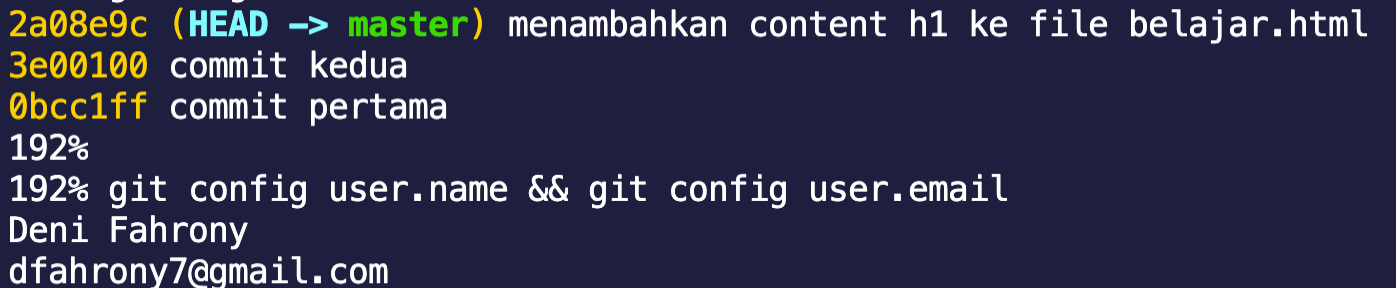 2a08e9c (HEAD -> master) menambahkan content h1 ke file belajar.html
3e00100 commit kedua
0bcc1ff commit pertama
192%
192% git config user.name && git config user.email
Deni Fahrony
dfahrony7@gmail.com